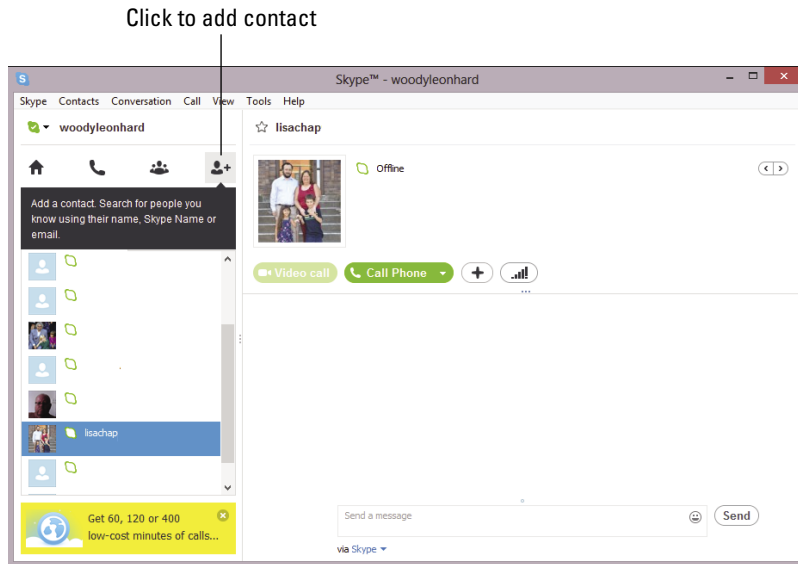 Click to add contact
Skype™ - woodyleonhard
Skype Contacts Conversation Call View Tools Help
woodyleonhard
lisachap
Offline
Add a contact. Search for people you
know using their name, Skype Name or
email.
Video call
Call Phone
lisachap
Get 60, 120 or 400
low-cost minutes of calls...
Send a message
Send
via Skype